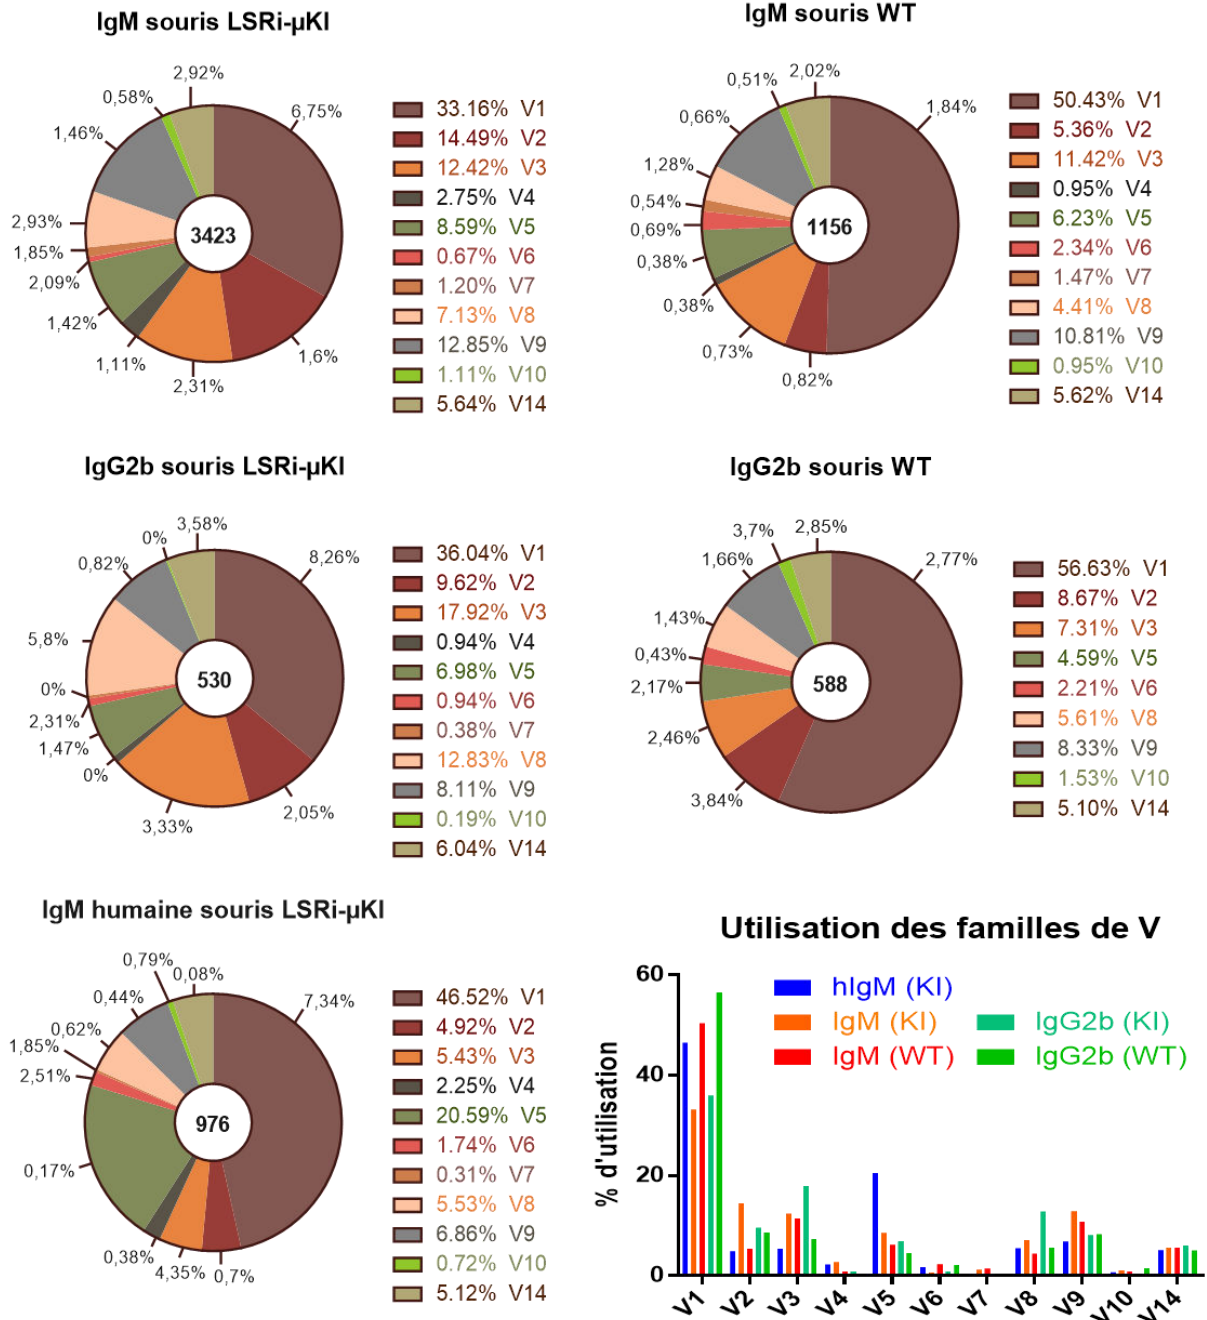 IgM souris LSRi-µKI
2,92%
0,58%
6,75%
1,46%
2,93%
1,85%
2,09%
1,42%
1,11%
2,31%
1,6%
3423
33.16% V1
14.49% V2
12.42% V3
2.75% V4
8.59% V5
0.67% V6
1.20% V7
7.13% V8
12.85% V9
1.11% V10
5.64% V14
IgM souris WT
2,02%
0,51%
1,84%
0,66%
1,28%
0,54%
0,69%
0,38%
0,38%
0,73%
0,82%
1156
50.43% V1
5.36% V2
11.42% V3
0.95% V4
6.23% V5
2.34% V6
1.47% V7
4.41% V8
10.81% V9
0.95% V10
5.62% V14
IgG2b souris LSRi-µKI
3,58%
0%
8,26%
0,82%
5,8%
0%
2,31%
1,47%
0%
3,33%
2,05%
530
36.04% V1
9.62% V2
17.92% V3
0.94% V4
6.98% V5
0.94% V6
0.38% V7
12.83% V8
8.11% V9
0.19% V10
6.04% V14
IgG2b souris WT
2,85%
3,7%
2,77%
1,66%
1,43%
0,43%
2,17%
2,46%
3,84%
588
56.63% V1
8.67% V2
7.31% V3
4.59% V5
2.21% V6
5.61% V8
8.33% V9
1.53% V10
5.10% V14
IgM humaine souris LSRi-µKI
0,79%
0,08%
7,34%
0,44%
0,62%
1,85%
2,51%
0,17%
0,38%
4,35%
0,7%
976
46.52% V1
4.92% V2
5.43% V3
2.25% V4
20.59% V5
1.74% V6
0.31% V7
5.53% V8
6.86% V9
0.72% V10
5.12% V14
Utilisation des familles de V
% d'utilisation
60
40
20
0
hIgM (KI)
IgM (KI)
IgM (WT)
IgG2b (KI)
IgG2b (WT)
V1
V2
V3
V4
V5
V6
V7
V8
V9
V10
V14